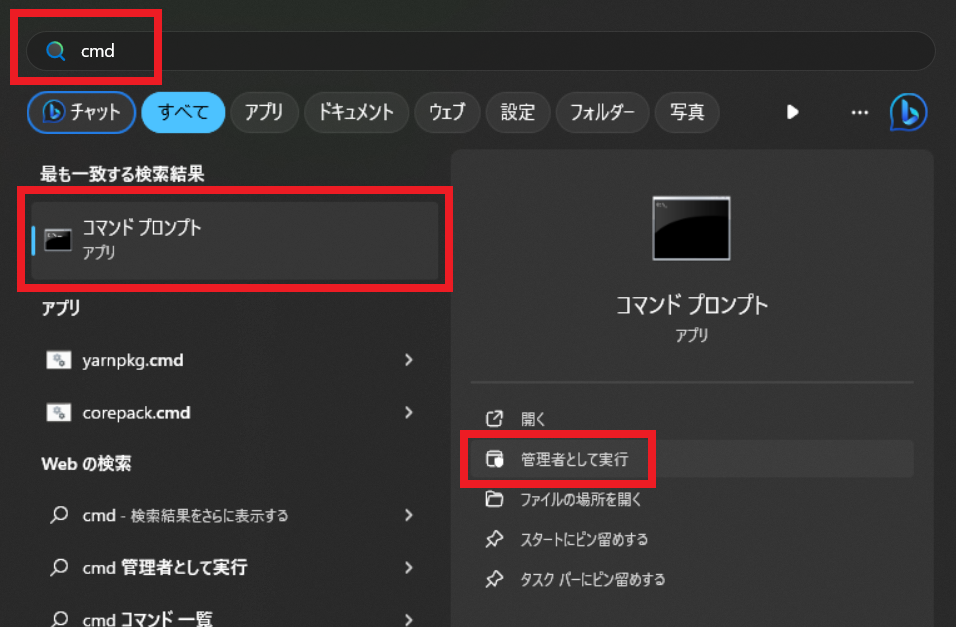 cmd
チャット
すべて
アプリ
ドキュメント
ウェブ
設定
フォルダー
写真
最も一致する検索結果
コマンド プロンプト
アプリ
アプリ
yarnpkg.cmd
corepack.cmd
Web の検索
cmd - 検索結果をさらに表示する
cmd 管理者として実行
cmd コマンド 一覧
コマンド プロンプト
アプリ
開く
管理者として実行
ファイルの場所を開く
スタートにピン留めする
タスク バーにピン留めする